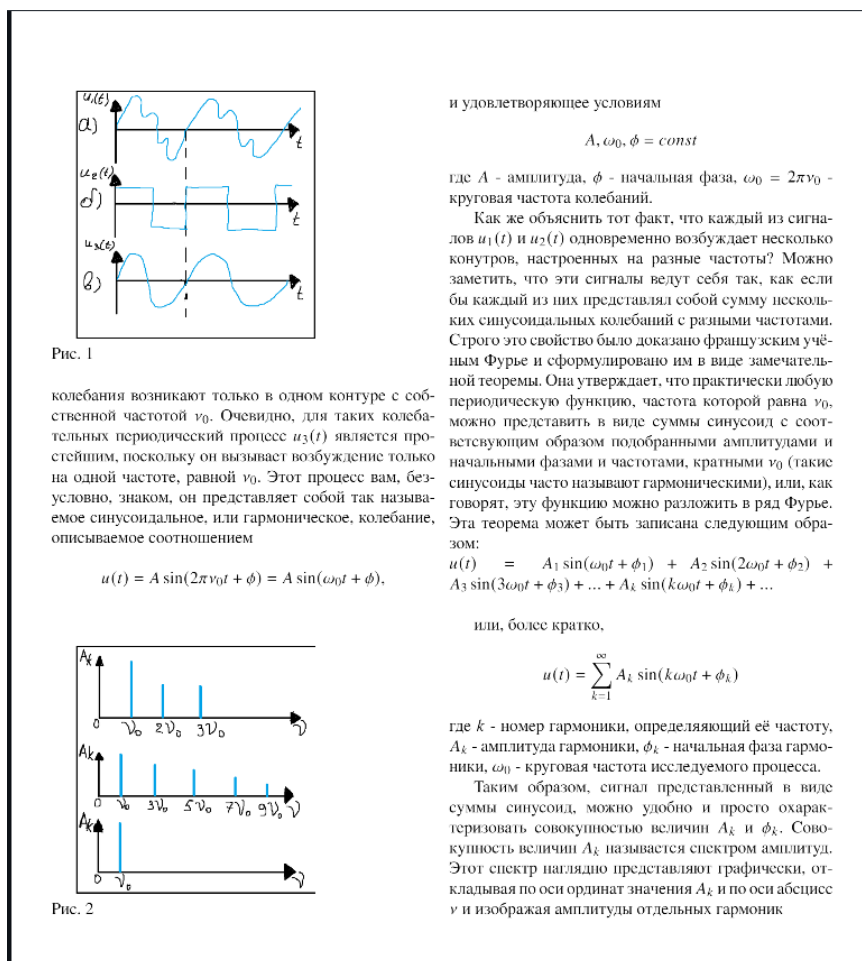 u₁(t)
а)
t
u₂(t)
б)
t
u₃(t)
в)
t
Рис. 1
колебания возникают только в одном контуре с соб-
ственной частотой ν₀. Очевидно, для таких колеба-
тельных периодический процесс u₃(t) является про-
стейшим, поскольку он вызывает возбуждение только
на одной частоте, равной ν₀. Этот процесс вам, без-
условно, знаком, он представляет собой так называ-
емое синусоидальное, или гармоническое, колебание,
описываемое соотношением
u(t) = A sin(2πν₀t + ϕ) = A sin(ω₀t + ϕ),
Aₖ
0 ν₀ 2ν₀ 3ν₀ ν
Aₖ
0 ν₀ 3ν₀ 5ν₀ 7ν₀ 9ν₀ ν
Aₖ
0 ν₀ ν
Рис. 2
и удовлетворяющее условиям
A, ω₀, ϕ = const
где A - амплитуда, ϕ - начальная фаза, ω₀ = 2πν₀ -
круговая частота колебаний.
Как же объяснить тот факт, что каждый из сигна-
лов u₁(t) и u₂(t) одновременно возбуждает несколько
конутров, настроенных на разные частоты? Можно
заметить, что эти сигналы ведут себя так, как если
бы каждый из них представлял собой сумму несколь-
ких синусоидальных колебаний с разными частотами.
Строго это свойство было доказано французским учё-
ным Фурье и сформулировано им в виде замечатель-
ной теоремы. Она утверждает, что практически любую
периодическую функцию, частота которой равна ν₀,
можно представить в виде суммы синусоид с соот-
ветсвующим образом подобранными амплитудами и
начальными фазами и частотами, кратными ν₀ (такие
синусоиды часто называют гармоническими), или, как
говорят, эту функцию можно разложить в ряд Фурье.
Эта теорема может быть записана следующим обра-
зом:
u(t) = A₁ sin(ω₀t + ϕ₁) + A₂ sin(2ω₀t + ϕ₂) +
A₃ sin(3ω₀t + ϕ₃) + ... + Aₖ sin(kω₀t + ϕₖ) + ...
или, более кратко,
u(t) = ∑_{k=1}^{∞} Aₖ sin(kω₀t + ϕₖ)
где k - номер гармоники, определяяющий её частоту,
Aₖ - амплитуда гармоники, ϕₖ - начальная фаза гармо-
ники, ω₀ - круговая частота исследуемого процесса.
Таким образом, сигнал представленный в виде
суммы синусоид, можно удобно и просто охарак-
теризовать совокупностью величин Aₖ и ϕₖ. Сово-
купность величин Aₖ называется спектром амплитуд.
Этот спектр наглядно представляют графически, от-
кладывая по оси ординат значения Aₖ и по оси абсцисс
ν и изображая амплитуды отдельных гармоник